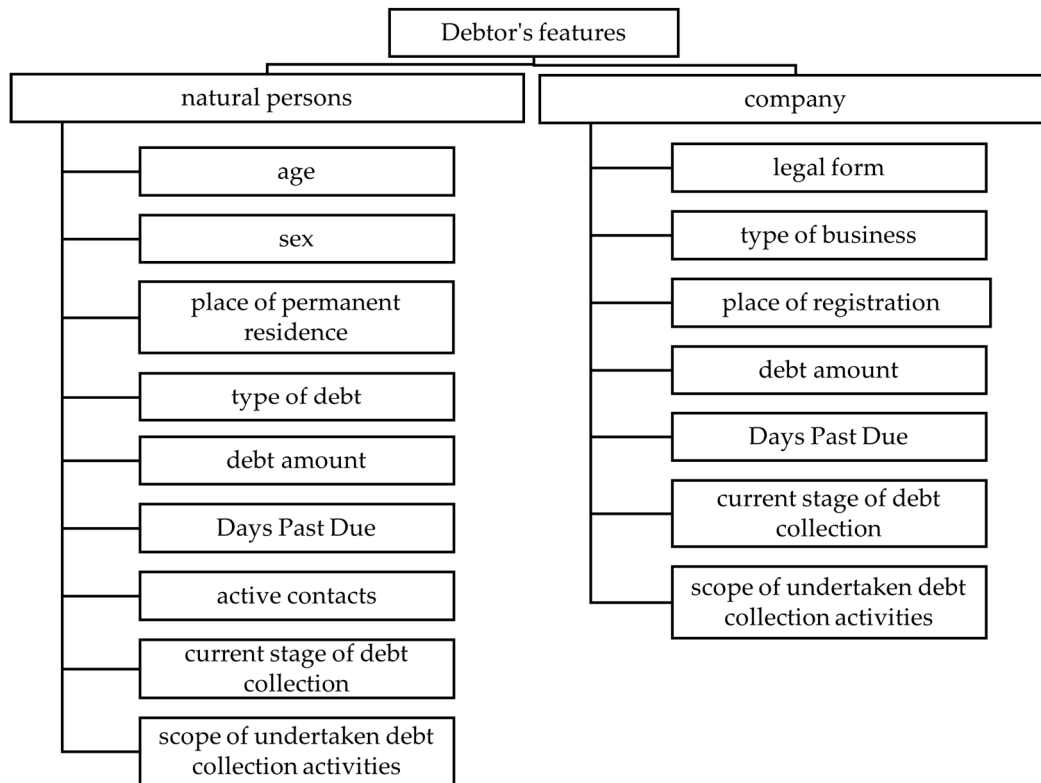 Debtor's features
natural persons
age
sex
place of permanent
residence
type of debt
debt amount
Days Past Due
active contacts
current stage of debt
collection
scope of undertaken debt
collection activities
company
legal form
type of business
place of registration
debt amount
Days Past Due
current stage of debt
collection
scope of undertaken debt
collection activities